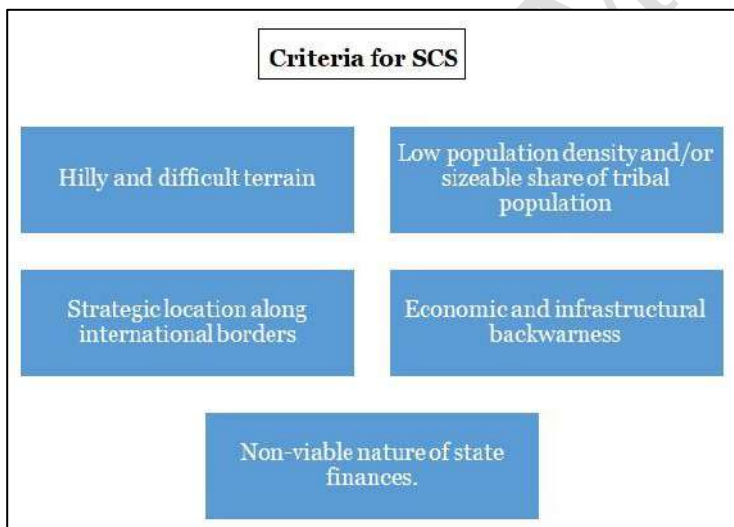 Criteria for SCS
Hilly and difficult terrain
Low population density and/or
sizeable share of tribal
population
Strategic location along
international borders
Economic and infrastructural
backwarness
Non-viable nature of state
finances.